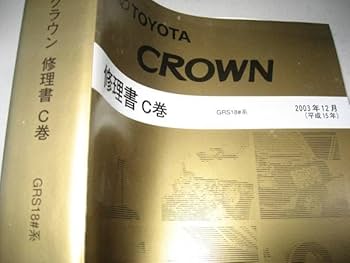 クラウン 修理書 C巻
GRS18#系
TOYOTA
CROWN
修理書 C巻
GRS18#系
2003年12月
(平成15年)